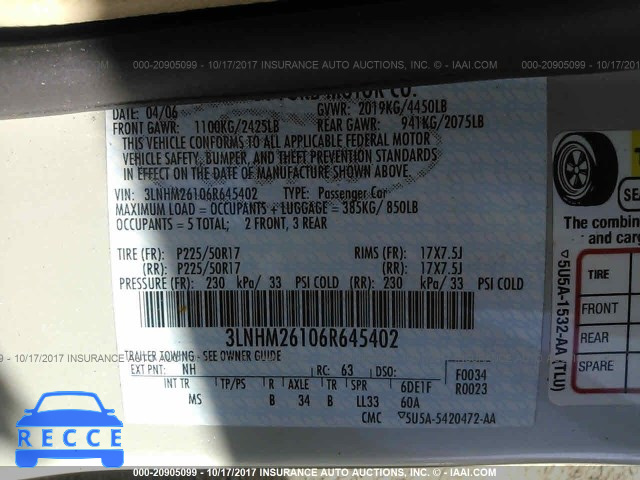 000-20905099 - 10/17/2017 INSURANCE AUTO AUCTIONS, INC. - © IAAI.COM
MOTOR CO.
DATE: 04/06 GVWR: 2019KG/4450LB
FRONT GAWR: 1100KG/2425LB REAR GAWR: 941KG/2075LB
THIS VEHICLE CONFORMS TO ALL APPLICABLE FEDERAL MOTOR
VEHICLE SAFETY, BUMPER, AND THEFT PREVENTION STANDARDS
IN EFFECT ON THE DATE OF MANUFACTURE SHOWN ABOVE.
VIN: 3LNHM26106R645402 TYPE: Passenger Car
MAXIMUM LOAD = OCCUPANTS + LUGGAGE = 385KG/850LB
OCCUPANTS = 5 TOTAL; 2 FRONT, 3 REAR
TIRE (FR): P225/50R17 RIMS (FR): 17X7.5J
(RR): P225/50R17 (RR): 17X7.5J
PRESSURE (FR): 230 kPa/ 33 PSI COLD (RR): 230 kPa/ 33 PSI COLD
3LNHM26106R645402
TRAILER TOWING - SEE OWNER GUIDE
EXT PNT: NH RC: 63 DSO: F0034
INT TR TP/PS R AXLE TR SPR 6DE1F R0023
MS B 34 B LL33 60A
CMC ▽5U5A-5420472-AA
The combin
and carg
TIRE
FRONT
REAR
SPARE
▽5U5A-1532-AA (TLU)
RECCE
000-20905099 - 10/17/2017 INSURANCE AUTO AUCTIONS, INC. - © IAAI.COM
000-20905099 - 10/17/2017 INSURANCE AUTO AUCTIONS, INC. - © IAAI.COM